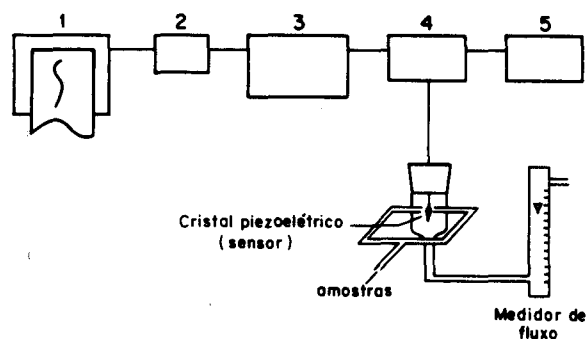 1 2 3 4 5
Cristal piezoelétrico
(sensor)
amostras
Medidor de
fluxo